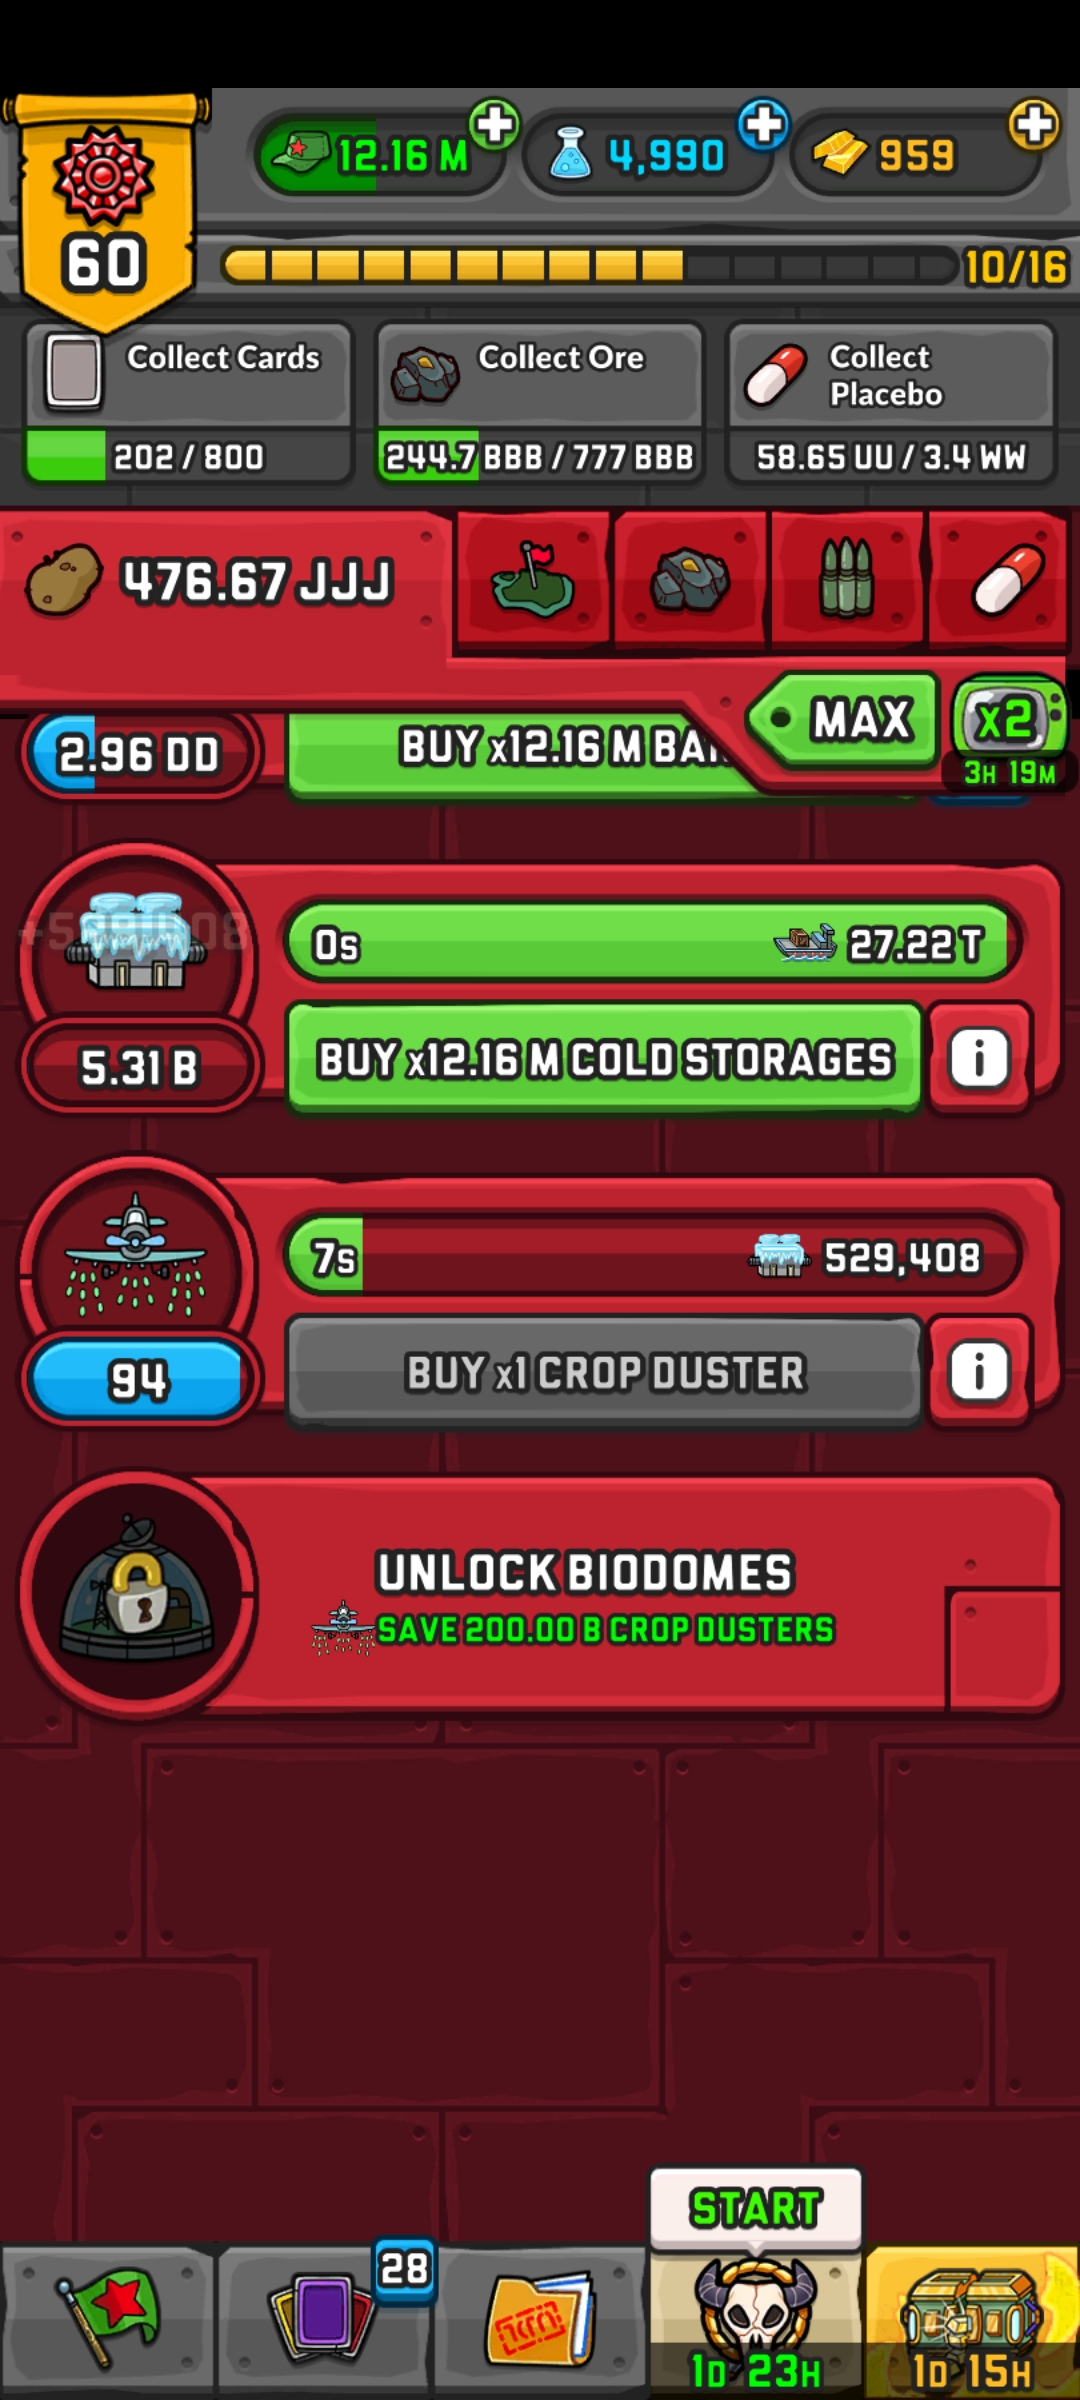 12.16 M
4,990
959
60
10/16
Collect Cards
202 / 800
Collect Ore
244.7 BBB / 777 BBB
Collect
Placebo
58.65 UU / 3.4 WW
476.67 JJJ
MAX
x2
3H 19M
2.96 DD
BUY x12.16 M
0s
27.22 T
5.31 B
BUY x12.16 M COLD STORAGES
i
7s
529,408
94
BUY x1 CROP DUSTER
i
UNLOCK BIODOMES
SAVE 200.00 B CROP DUSTERS
START
28
1D 23H
1D 15H